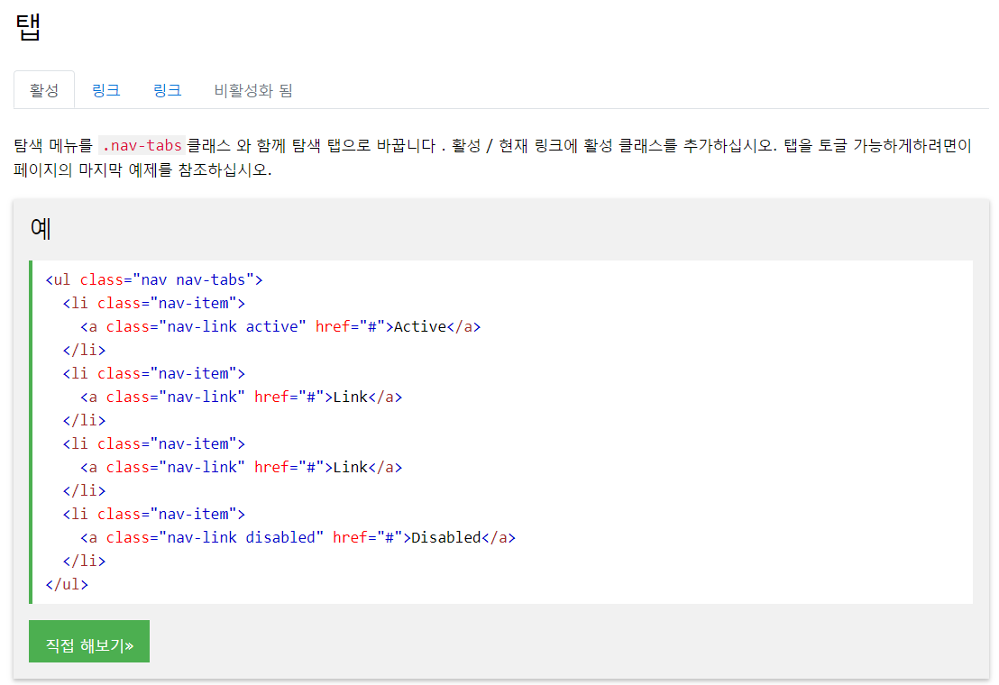 탭
활성 링크 링크 비활성화 됨
탐색 메뉴를 .nav-tabs 클래스 와 함께 탐색 탭으로 바꿉니다 . 활성 / 현재 링크에 활성 클래스를 추가하십시오. 탭을 토글 가능하게하려면이
페이지의 마지막 예제를 참조하십시오.
예
<ul class="nav nav-tabs">
  <li class="nav-item">
    <a class="nav-link active" href="#">Active</a>
  </li>
  <li class="nav-item">
    <a class="nav-link" href="#">Link</a>
  </li>
  <li class="nav-item">
    <a class="nav-link" href="#">Link</a>
  </li>
  <li class="nav-item">
    <a class="nav-link disabled" href="#">Disabled</a>
  </li>
</ul>
직접 해보기»